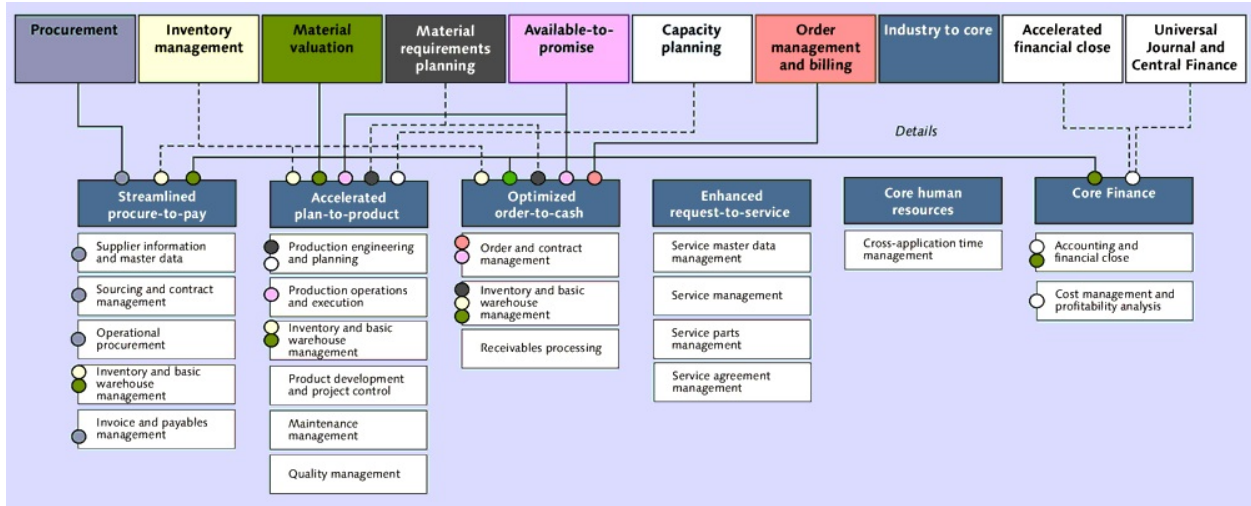 Procurement
Inventory
management
Material
valuation
Material
requirements
planning
Available-to-
promise
Capacity
planning
Order
management
and billing
Industry to core
Accelerated
financial close
Universal
Journal and
Central Finance
Details
Streamlined
procure-to-pay
Supplier information
and master data
Sourcing and contract
management
Operational
procurement
Inventory and basic
warehouse
management
Invoice and payables
management
Accelerated
plan-to-product
Production engineering
and planning
Production operations
and execution
Inventory and basic
warehouse management
Product development
and project control
Maintenance
management
Quality management
Optimized
order-to-cash
Order and contract
management
Inventory and basic
warehouse
management
Receivables processing
Enhanced
request-to-service
Service master data
management
Service management
Service parts
management
Service agreement
management
Core human
resources
Cross-application time
management
Core Finance
Accounting and
financial close
Cost management and
profitability analysis